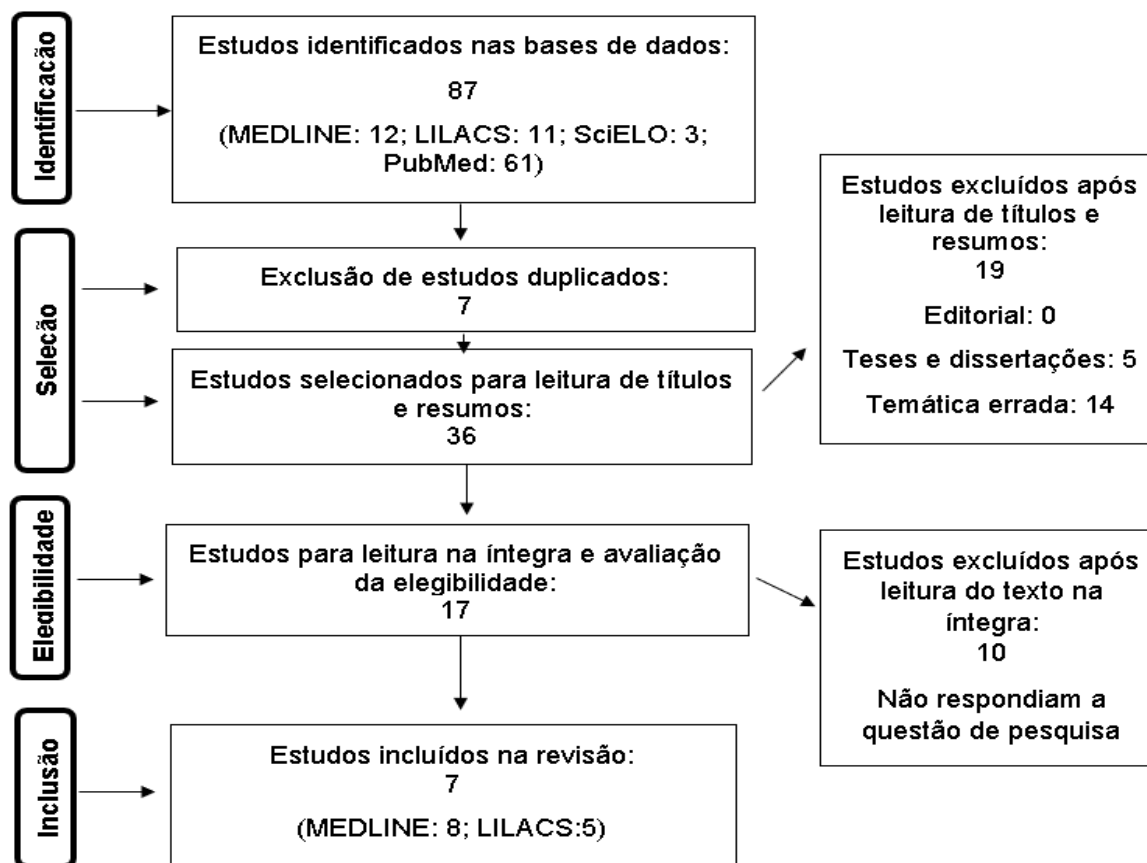 Identificação
Estudos identificados nas bases de dados:
87
(MEDLINE: 12; LILACS: 11; SciELO: 3;
PubMed: 61)
Seleção
Exclusão de estudos duplicados:
7
Estudos selecionados para leitura de títulos
e resumos:
36
Estudos excluídos após
leitura de títulos e
resumos:
19
Editorial: 0
Teses e dissertações: 5
Temática errada: 14
Elegibilidade
Estudos para leitura na íntegra e avaliação
da elegibilidade:
17
Estudos excluídos após
leitura do texto na
íntegra:
10
Não respondiam a
questão de pesquisa
Inclusão
Estudos incluídos na revisão:
7
(MEDLINE: 8; LILACS:5)